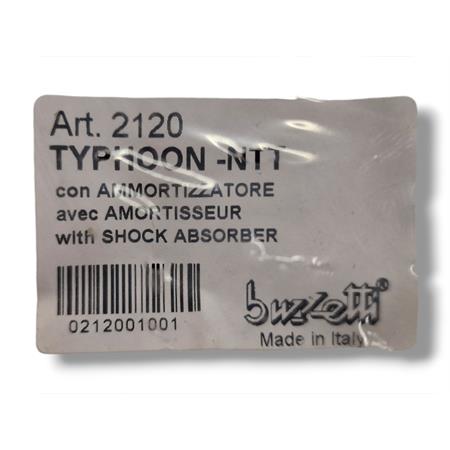 Art. 2120
TYPHOON -NTT
con AMMORTIZZATORE
avec AMORTISSEUR
with SHOCK ABSORBER
0212001001
buzzetti®
Made in Italy